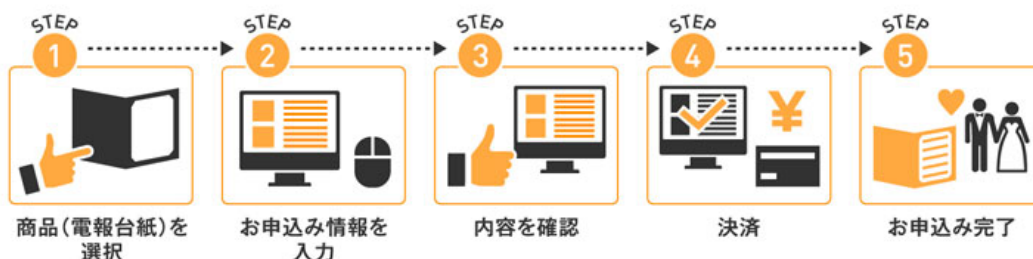 STEP
1
商品(電報台紙)を
選択
STEP
2
お申込み情報を
入力
STEP
3
内容を確認
STEP
4
¥
決済
STEP
5
お申込み完了